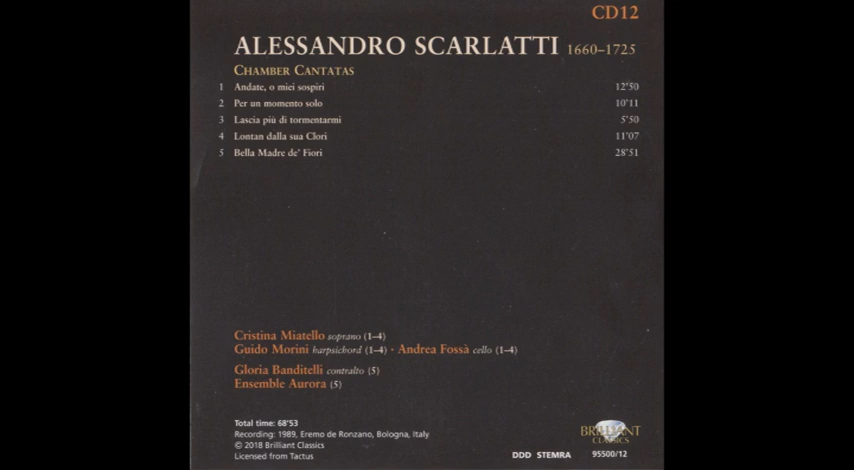 CD12
ALESSANDRO SCARLATTI 1660–1725
CHAMBER CANTATAS
1 Andate, o miei sospiri 12'50
2 Per un momento solo 10'11
3 Lascia più di tormentarmi 5'50
4 Lontan dalla sua Clori 11'07
5 Bella Madre de' Fiori 28'51
Cristina Miatello soprano (1–4)
Guido Morini harpsichord (1–4) · Andrea Fossà cello (1–4)
Gloria Banditelli contralto (5)
Ensemble Aurora (5)
Total time: 68'53
Recording: 1989, Eremo de Ronzano, Bologna, Italy
© 2018 Brilliant Classics
Licensed from Tactus
DDD STEMRA
BRILLIANT
CLASSICS
95500/12